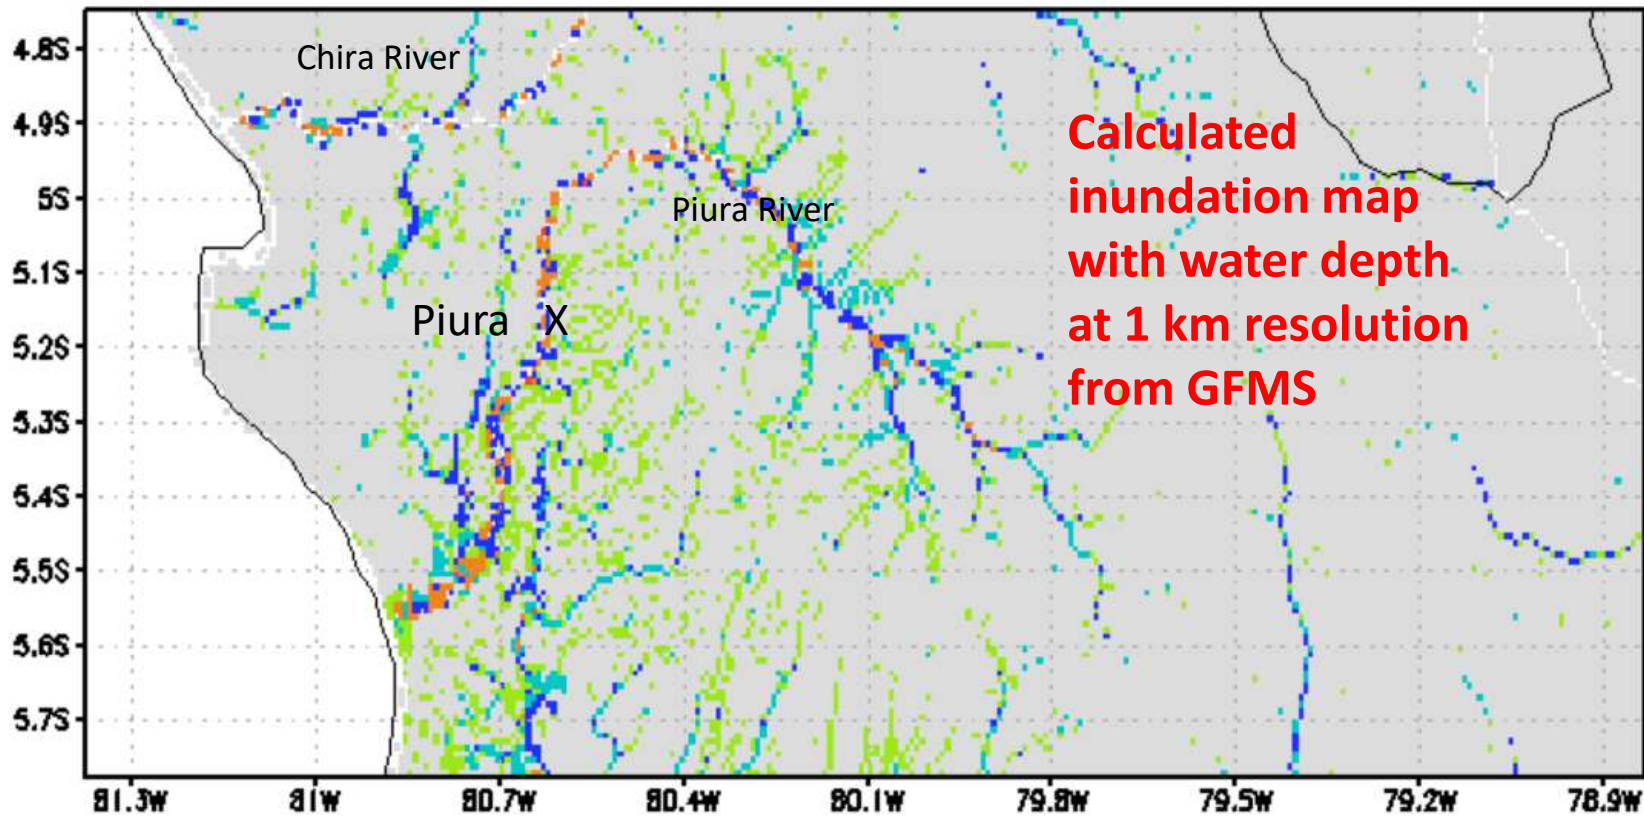 Chira River
Calculated
inundation map
with water depth
at 1 km resolution
from GFMS
Piura River
Piura X
4.8S
4.9S
5S
5.1S
5.2S
5.3S
5.4S
5.5S
5.6S
5.7S
81.3W 81W 80.7W 80.4W 80.1W 79.8W 79.5W 79.2W 78.9W